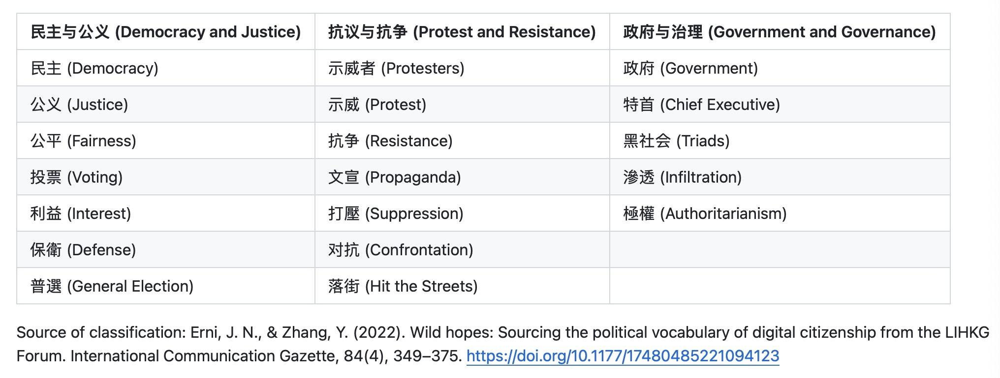 民主与公义 (Democracy and Justice) 抗议与抗争 (Protest and Resistance) 政府与治理 (Government and Governance)
民主 (Democracy) 示威者 (Protesters) 政府 (Government)
公义 (Justice) 示威 (Protest) 特首 (Chief Executive)
公平 (Fairness) 抗争 (Resistance) 黑社会 (Triads)
投票 (Voting) 文宣 (Propaganda) 滲透 (Infiltration)
利益 (Interest) 打壓 (Suppression) 極權 (Authoritarianism)
保衛 (Defense) 对抗 (Confrontation)
普選 (General Election) 落街 (Hit the Streets)
Source of classification: Erni, J. N., & Zhang, Y. (2022). Wild hopes: Sourcing the political vocabulary of digital citizenship from the LIHKG
Forum. International Communication Gazette, 84(4), 349–375. https://doi.org/10.1177/17480485221094123